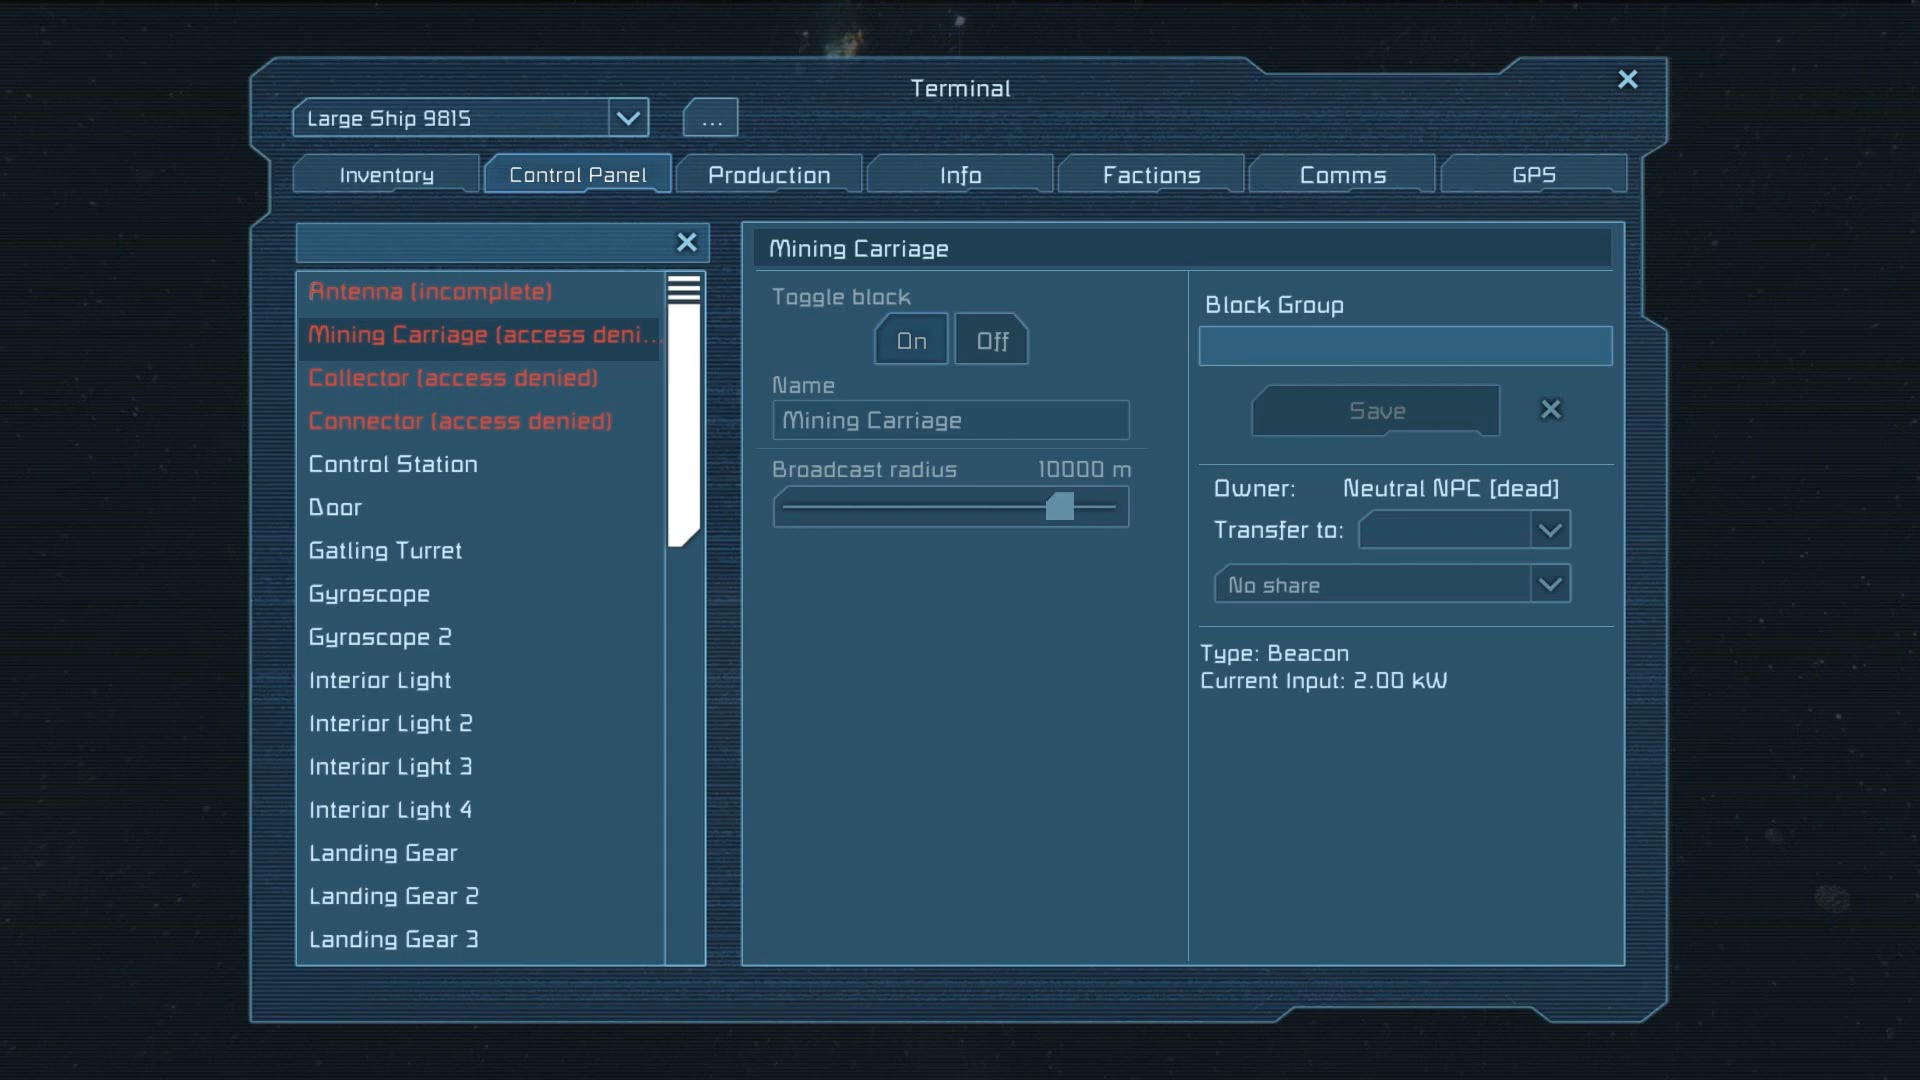 Terminal
Large Ship 9815
...
Inventory
Control Panel
Production
Info
Factions
Comms
GPS
Antenna (incomplete)
Mining Carriage (access deni...
Collector (access denied)
Connector (access denied)
Control Station
Door
Gatling Turret
Gyroscope
Gyroscope 2
Interior Light
Interior Light 2
Interior Light 3
Interior Light 4
Landing Gear
Landing Gear 2
Landing Gear 3
Mining Carriage
Toggle block
On
Off
Name
Mining Carriage
Broadcast radius 10000 m
Block Group
Save
Owner: Neutral NPC [dead]
Transfer to:
No share
Type: Beacon
Current Input: 2.00 kW